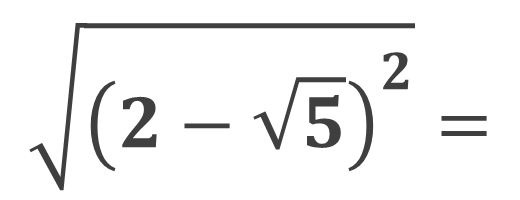 √((2 − √5)²) =